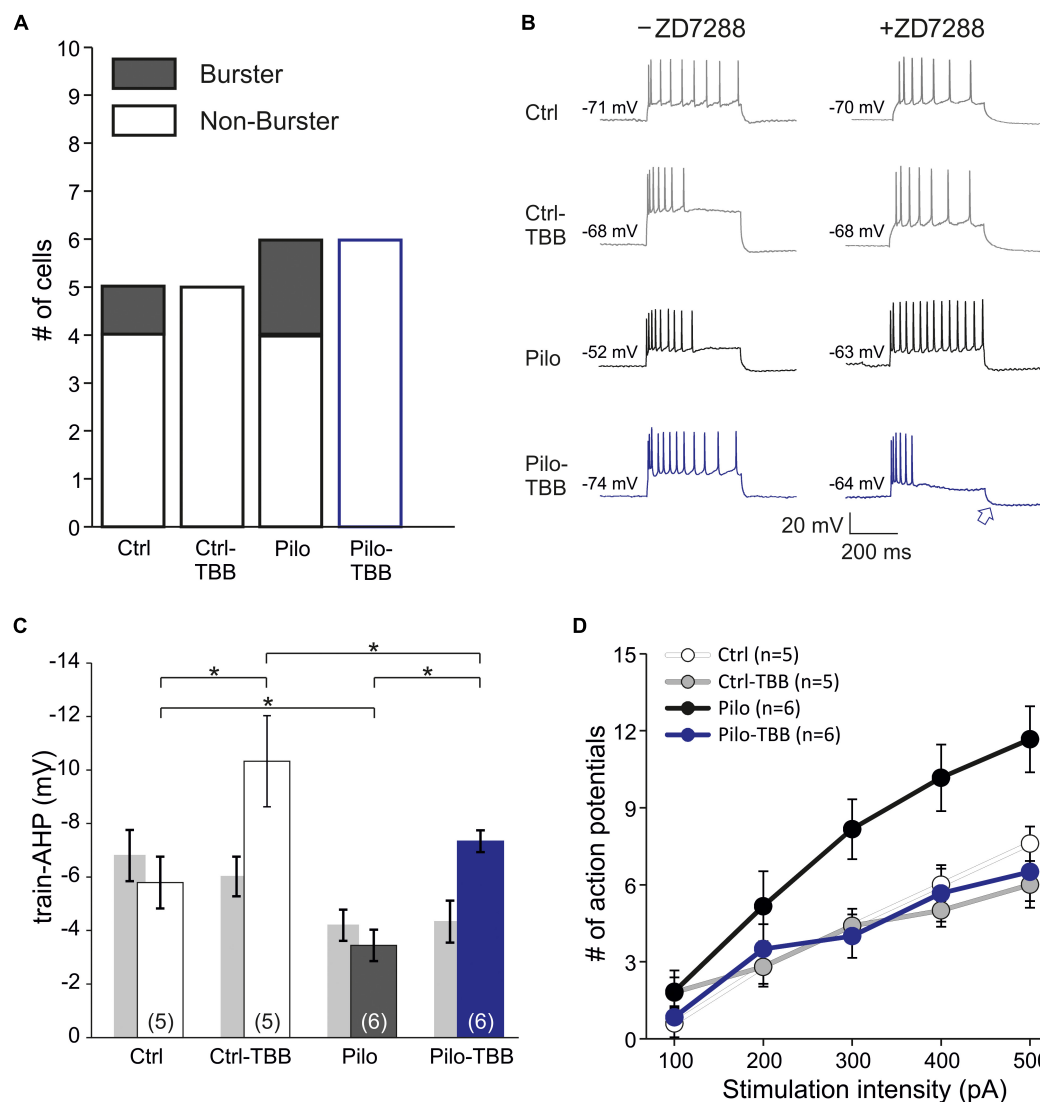 A
10
9
8
7
6
5
4
3
2
1
0
# of cells
Burster
Non-Burster
Ctrl
Ctrl-
TBB
Pilo
Pilo-
TBB
B
−ZD7288
+ZD7288
Ctrl
-71 mV
-70 mV
Ctrl-
TBB
-68 mV
-68 mV
Pilo
-52 mV
-63 mV
Pilo-
TBB
-74 mV
-64 mV
20 mV
200 ms
C
-14
-12
-10
-8
-6
-4
-2
0
train-AHP (mV)
*
*
*
*
(5)
(5)
(6)
(6)
Ctrl
Ctrl-TBB
Pilo
Pilo-TBB
D
15
12
9
6
3
0
# of action potentials
Ctrl (n=5)
Ctrl-TBB (n=5)
Pilo (n=6)
Pilo-TBB (n=6)
100
200
300
400
500
Stimulation intensity (pA)